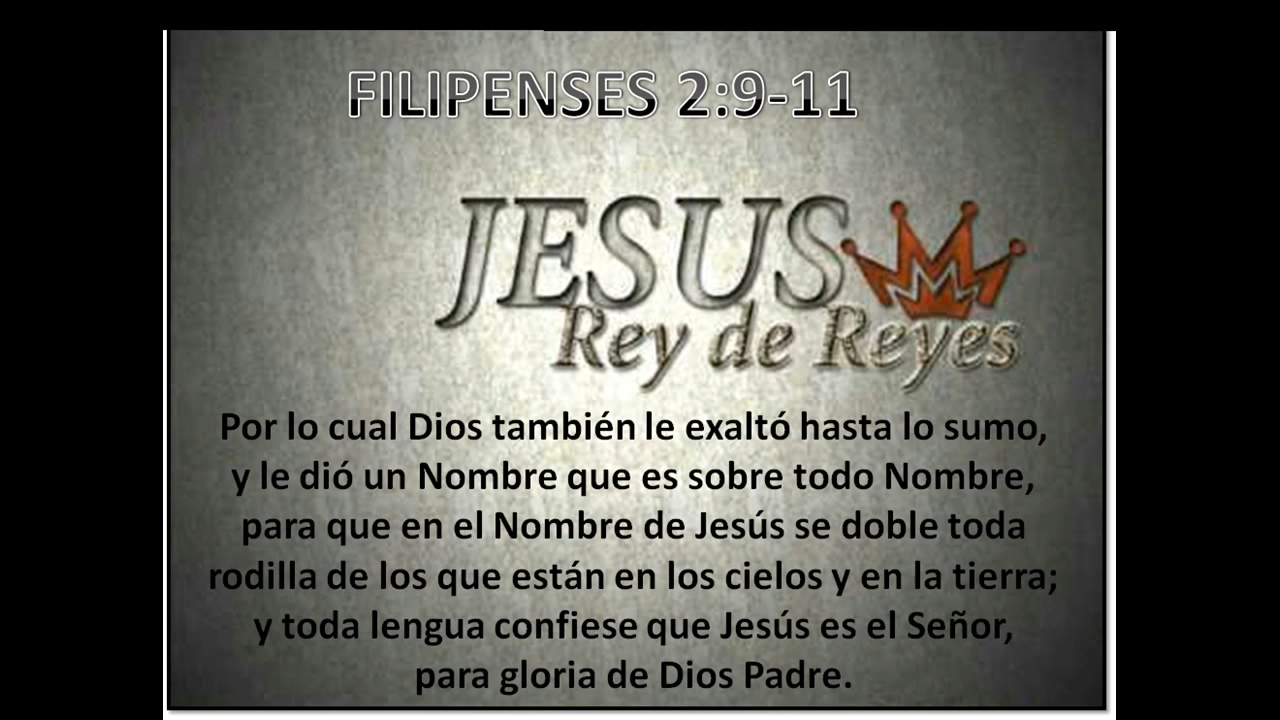 FILIPENSES 2:9-11
JESUS
Rey de Reyes
Por lo cual Dios también le exaltó hasta lo sumo,
y le dió un Nombre que es sobre todo Nombre,
para que en el Nombre de Jesús se doble toda
rodilla de los que están en los cielos y en la tierra;
y toda lengua confiese que Jesús es el Señor,
para gloria de Dios Padre.